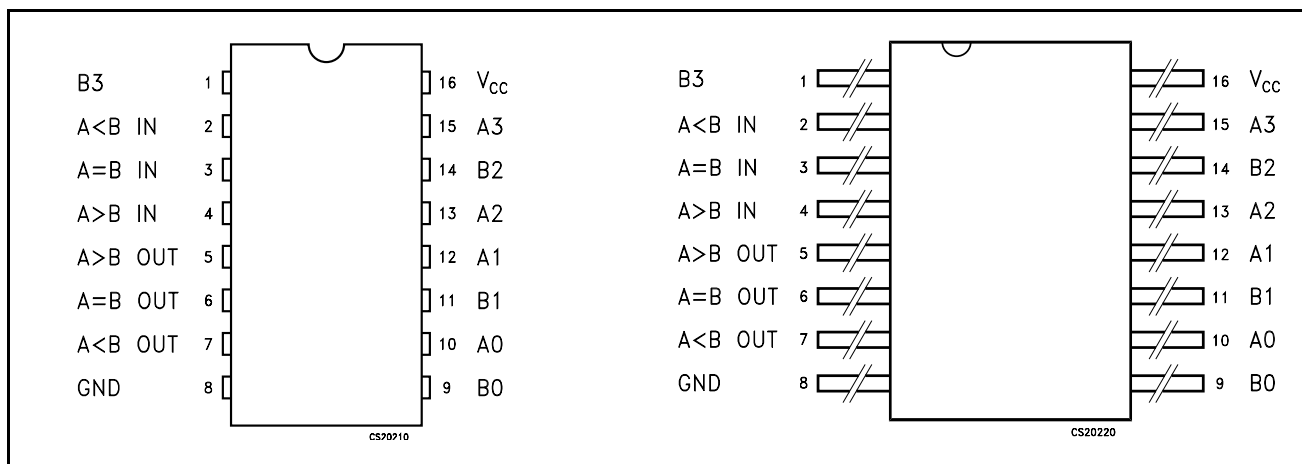 B3 1 16 VCC
A<B IN 2 15 A3
A=B IN 3 14 B2
A>B IN 4 13 A2
A>B OUT 5 12 A1
A=B OUT 6 11 B1
A<B OUT 7 10 A0
GND 8 9 B0
CS20210
B3 1 16 VCC
A<B IN 2 15 A3
A=B IN 3 14 B2
A>B IN 4 13 A2
A>B OUT 5 12 A1
A=B OUT 6 11 B1
A<B OUT 7 10 A0
GND 8 9 B0
CS20220